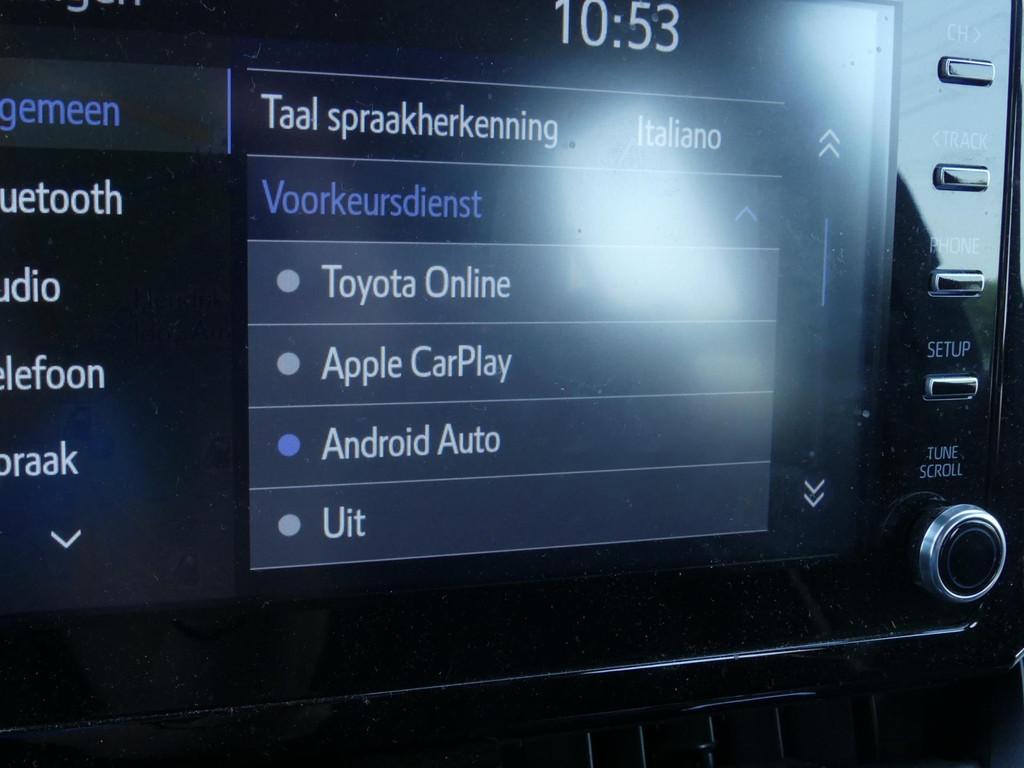 10:53
CH>
gemeen
Taal spraakherkenning Italiano
<TRACK
uetooth
Voorkeursdienst
PHONE
udio
Toyota Online
SETUP
elefoon
Apple CarPlay
praak
Android Auto
TUNE
SCROLL
Uit